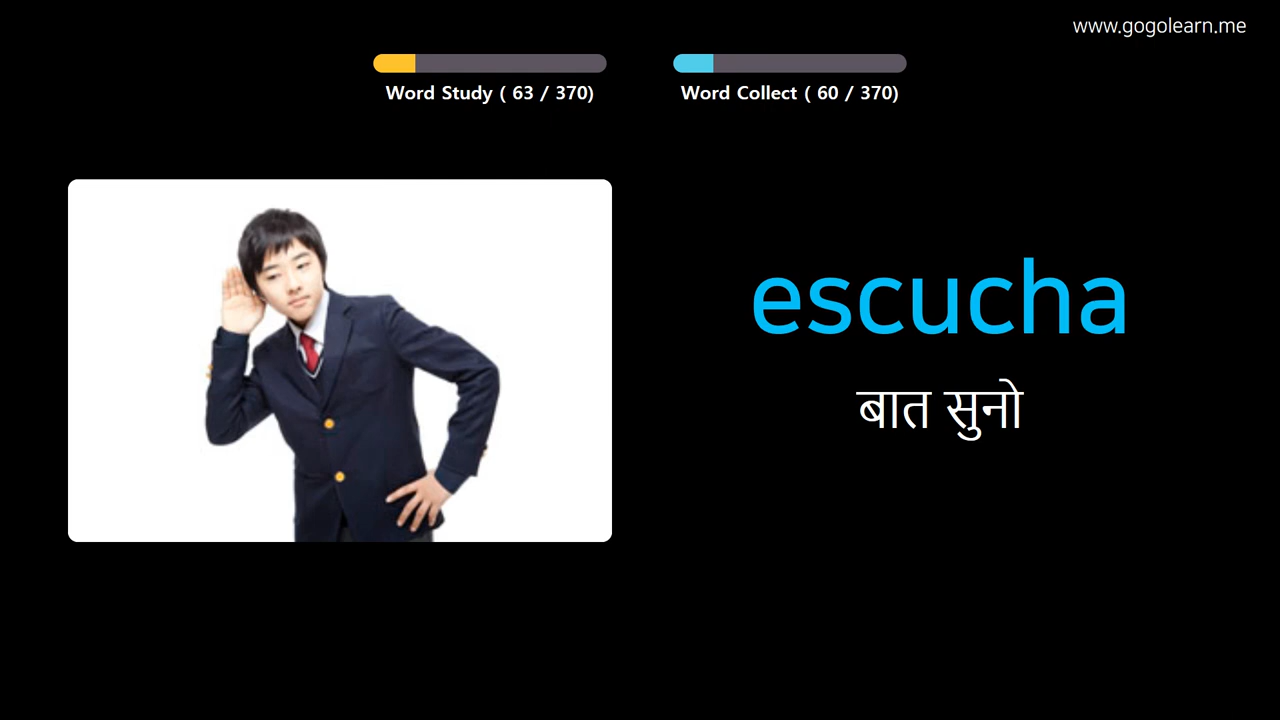 www.gogolearn.me
Word Study ( 63 / 370)
Word Collect ( 60 / 370)
escucha
बात सुनो